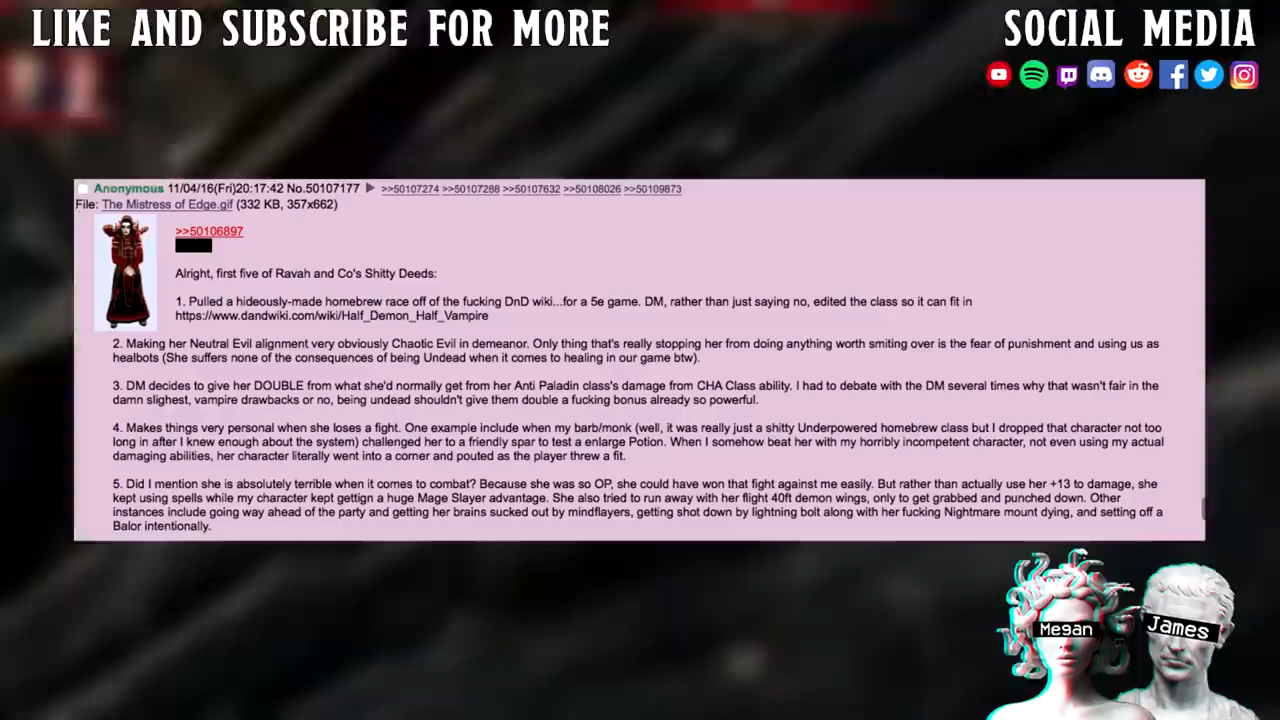 LIKE AND SUBSCRIBE FOR MORE
SOCIAL MEDIA
Anonymous 11/04/16(Fri)20:17:42 No.50107177 ▶ >>50107274 >>50107288 >>50107632 >>50108026 >>50109873
File: The Mistress of Edge.gif (332 KB, 357x662)
>>50106897
Alright, first five of Ravah and Co's Shitty Deeds:
1. Pulled a hideously-made homebrew race off of the fucking DnD wiki...for a 5e game. DM, rather than just saying no, edited the class so it can fit in
https://www.dandwiki.com/wiki/Half_Demon_Half_Vampire
2. Making her Neutral Evil alignment very obviously Chaotic Evil in demeanor. Only thing that's really stopping her from doing anything worth smiting over is the fear of punishment and using us as
healbots (She suffers none of the consequences of being Undead when it comes to healing in our game btw).
3. DM decides to give her DOUBLE from what she'd normally get from her Anti Paladin class's damage from CHA Class ability. I had to debate with the DM several times why that wasn't fair in the
damn slighest, vampire drawbacks or no, being undead shouldn't give them double a fucking bonus already so powerful.
4. Makes things very personal when she loses a fight. One example include when my barb/monk (well, it was really just a shitty Underpowered homebrew class but I dropped that character not too
long in after I knew enough about the system) challenged her to a friendly spar to test a enlarge Potion. When I somehow beat her with my horribly incompetent character, not even using my actual
damaging abilities, her character literally went into a corner and pouted as the player threw a fit.
5. Did I mention she is absolutely terrible when it comes to combat? Because she was so OP, she could have won that fight against me easily. But rather than actually use her +13 to damage, she
kept using spells while my character kept gettign a huge Mage Slayer advantage. She also tried to run away with her flight 40ft demon wings, only to get grabbed and punched down. Other
instances include going way ahead of the party and getting her brains sucked out by mindflayers, getting shot down by lightning bolt along with her fucking Nightmare mount dying, and setting off a
Balor intentionally.
Megan
James